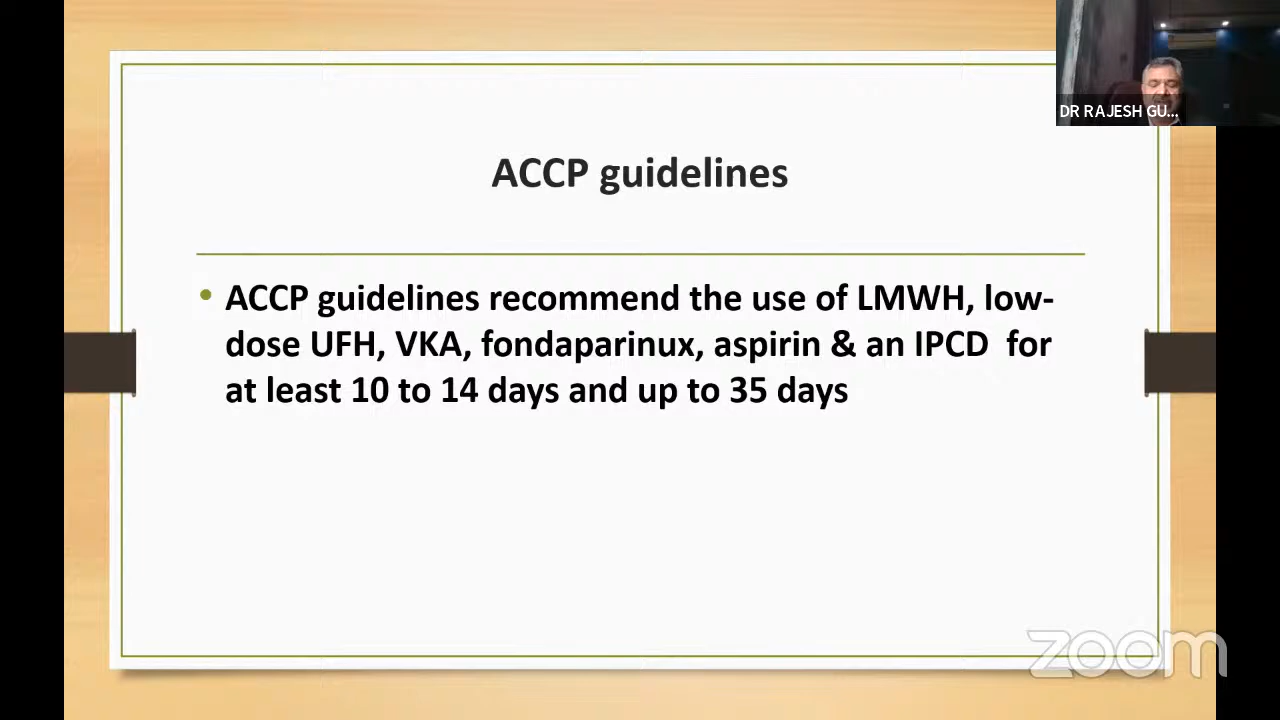 DR RAJESH GU...
ACCP guidelines
• ACCP guidelines recommend the use of LMWH, low-
dose UFH, VKA, fondaparinux, aspirin & an IPCD for
at least 10 to 14 days and up to 35 days
zoom